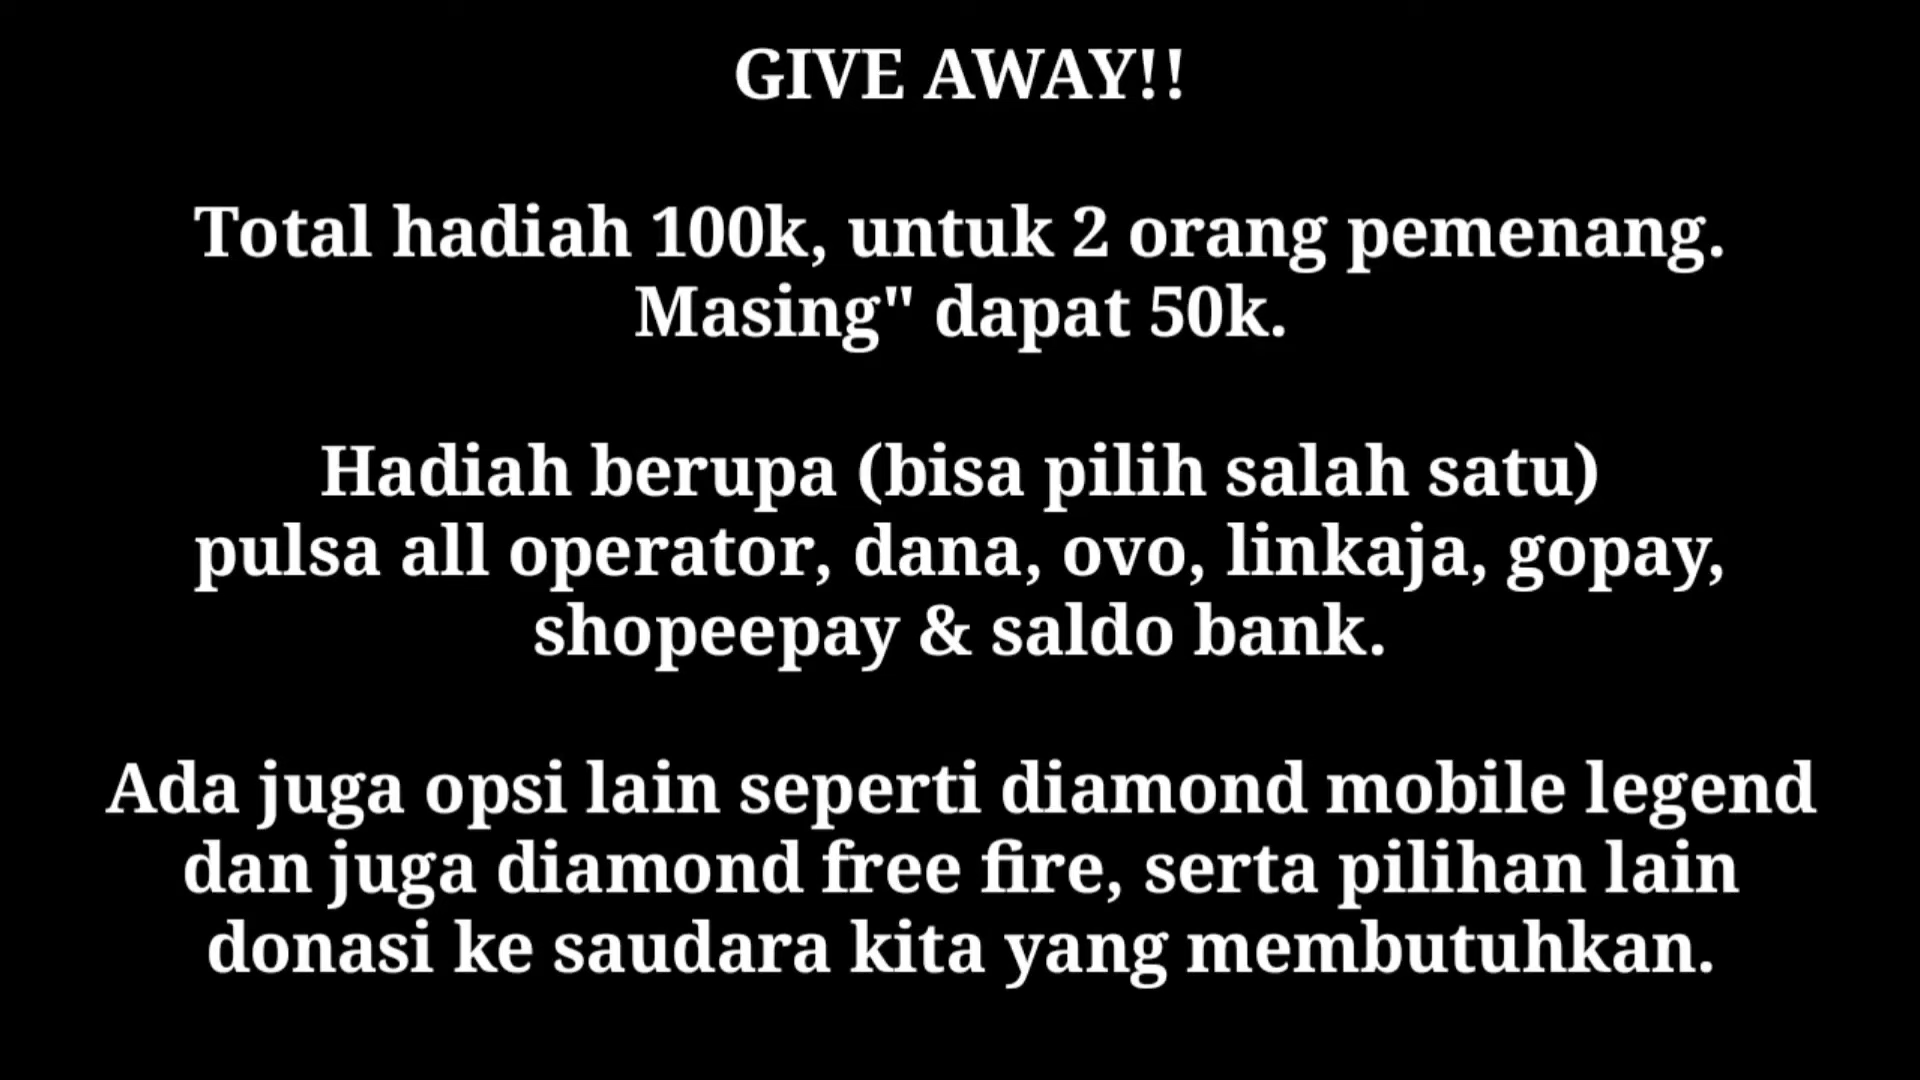 GIVE AWAY!!
Total hadiah 100k, untuk 2 orang pemenang.
Masing" dapat 50k.
Hadiah berupa (bisa pilih salah satu)
pulsa all operator, dana, ovo, linkaja, gopay,
shopeepay & saldo bank.
Ada juga opsi lain seperti diamond mobile legend
dan juga diamond free fire, serta pilihan lain
donasi ke saudara kita yang membutuhkan.